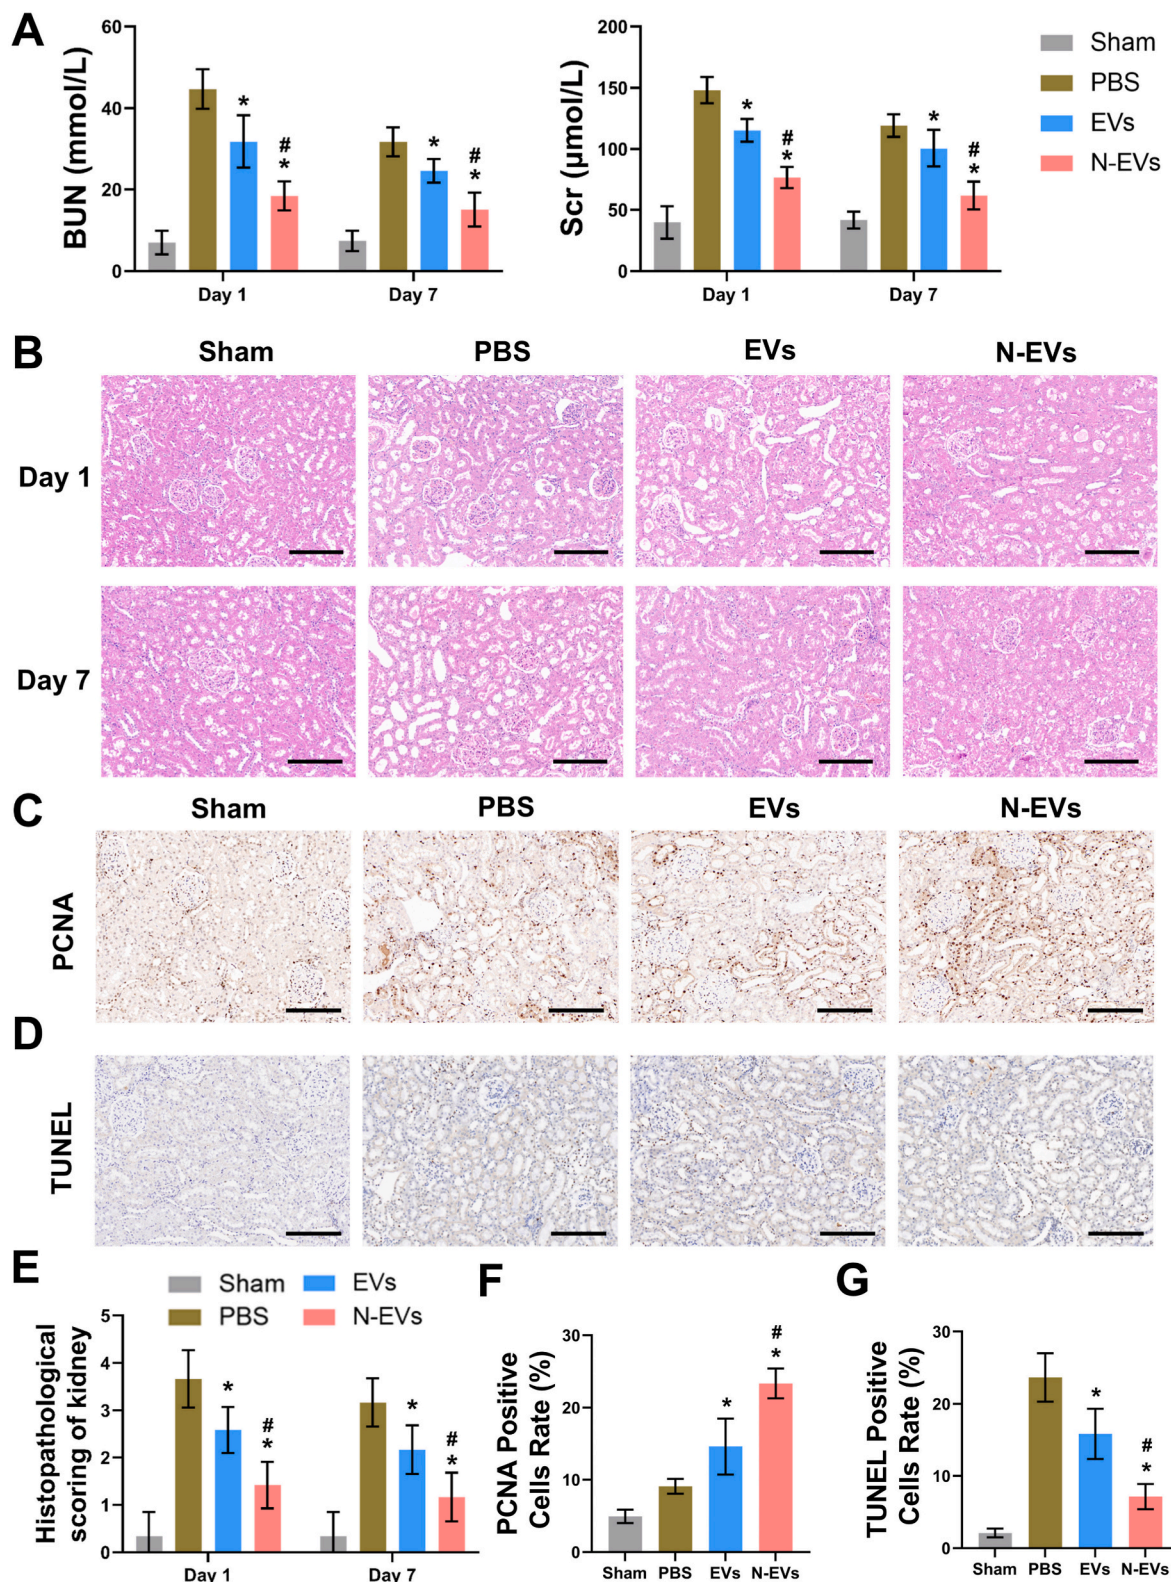 A
BUN (mmol/L)
60
40
20
0
*
#
*
*
#
*
Day 1
Day 7
Scr (μmol/L)
200
150
100
50
0
*
#
*
*
#
*
Day 1
Day 7
Sham
PBS
EVs
N-EVs
B
Sham
PBS
EVs
N-EVs
Day 1
Day 7
C
Sham
PBS
EVs
N-EVs
PCNA
D
TUNEL
E
Sham
EVs
PBS
N-EVs
Histopathological
scoring of kidney
5
4
3
2
1
0
*
#
*
*
#
*
Day 1
Day 7
F
PCNA Positive
Cells Rate (%)
30
20
10
0
*
#
*
Sham
PBS
EVs
N-EVs
G
TUNEL Positive
Cells Rate (%)
30
20
10
0
*
#
*
Sham
PBS
EVs
N-EVs